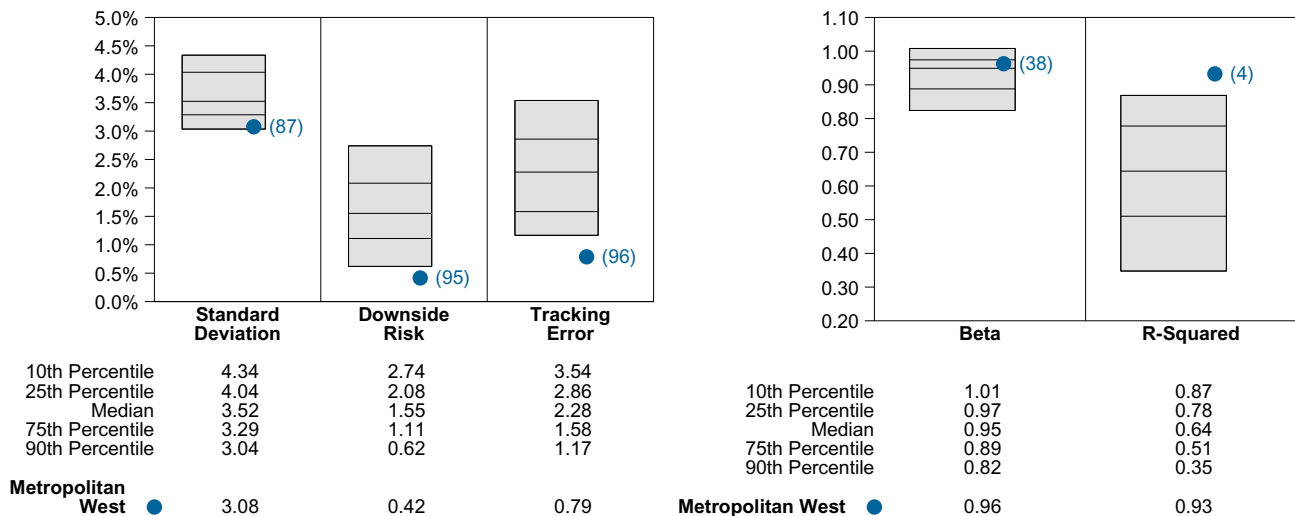 5.0%
4.5%
4.0%
3.5%
3.0%
2.5%
2.0%
1.5%
1.0%
0.5%
0.0%
(87)
(95)
(96)
Standard Deviation
Downside Risk
Tracking Error
10th Percentile 4.34 2.74 3.54
25th Percentile 4.04 2.08 2.86
Median 3.52 1.55 2.28
75th Percentile 3.29 1.11 1.58
90th Percentile 3.04 0.62 1.17
Metropolitan
West 3.08 0.42 0.79
1.10
1.00
0.90
0.80
0.70
0.60
0.50
0.40
0.30
0.20
(38)
(4)
Beta R-Squared
10th Percentile 1.01 0.87
25th Percentile 0.97 0.78
Median 0.95 0.64
75th Percentile 0.89 0.51
90th Percentile 0.82 0.35
Metropolitan West 0.96 0.93